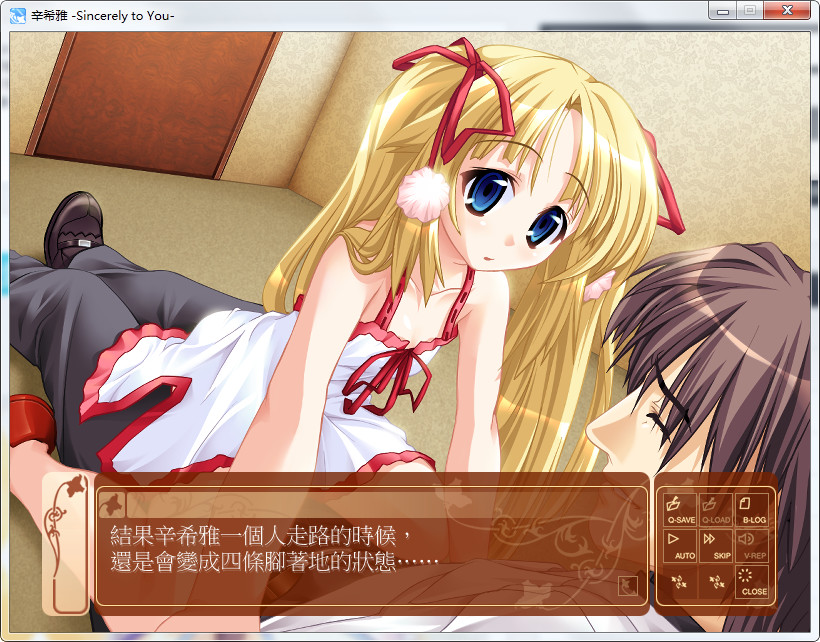 辛希雅 -Sincerely to You-
結果辛希雅一個人走路的時候，
還是會變成四條腳著地的狀態……
Q-SAVE Q-LOAD B-LOG
AUTO SKIP V-REP
CLOSE